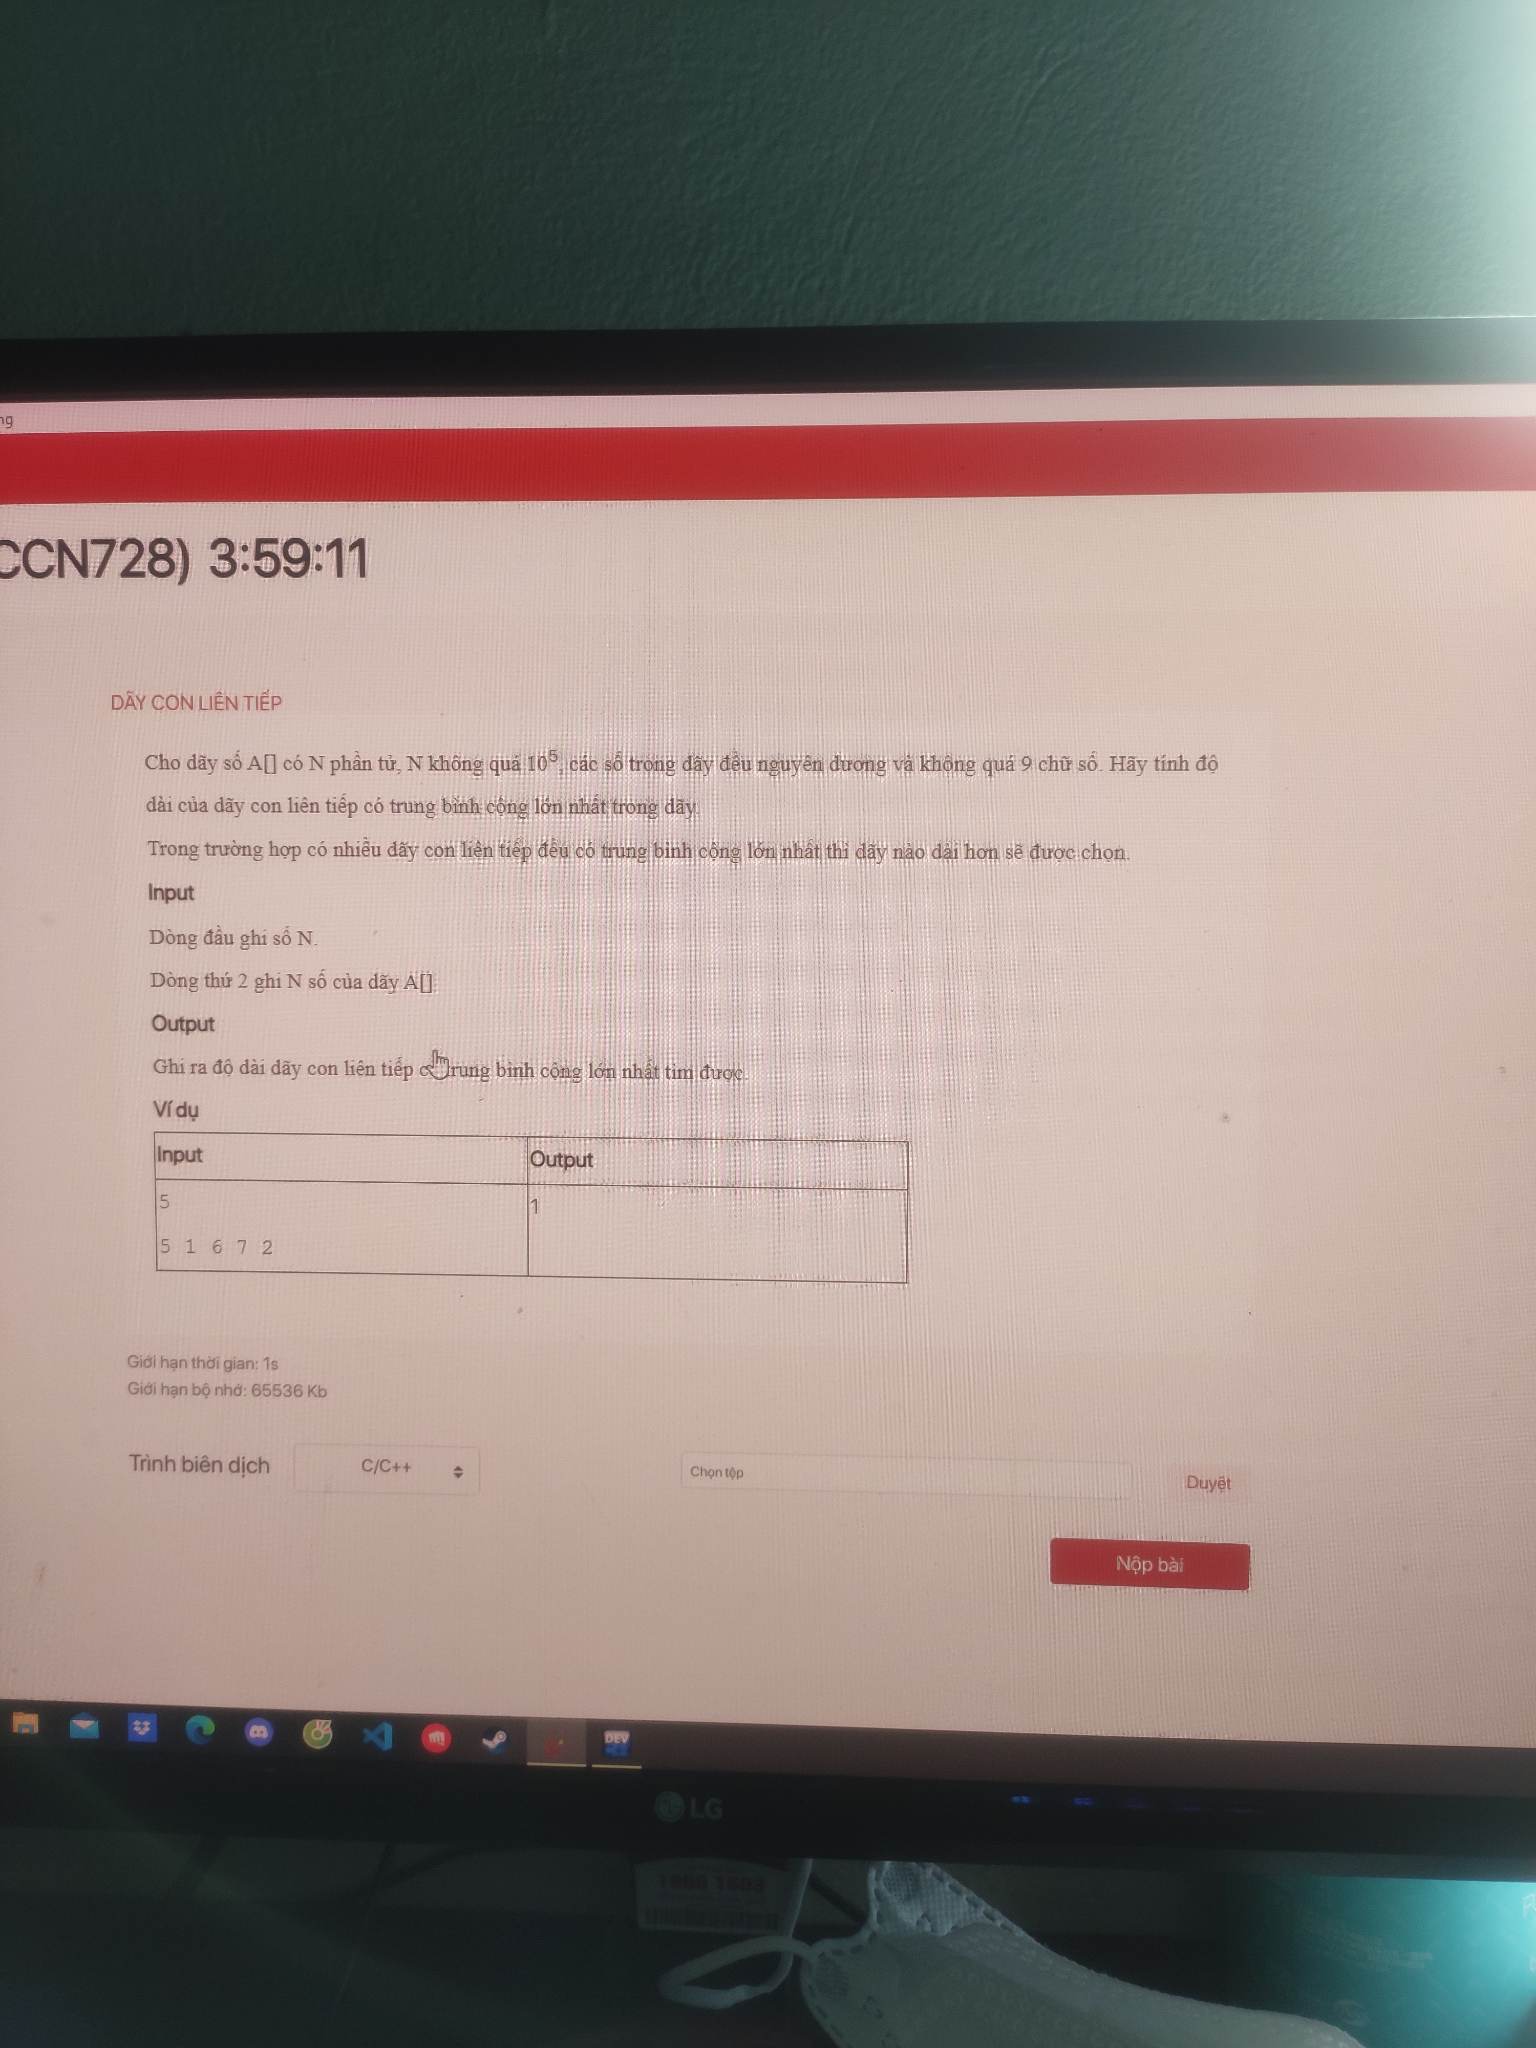 ng
CCN728) 3:59:11
DÃY CON LIÊN TIẾP
Cho dãy số A[] có N phần tử, N không quá 10^5, các số trong dãy đều nguyên dương và không quá 9 chữ số. Hãy tính độ
dài của dãy con liên tiếp có trung bình cộng lớn nhất trong dãy.
Trong trường hợp có nhiều dãy con liên tiếp đều có trung bình cộng lớn nhất thì dãy nào dài hơn sẽ được chọn.
Input
Dòng đầu ghi số N.
Dòng thứ 2 ghi N số của dãy A[].
Output
Ghi ra độ dài dãy con liên tiếp trung bình cộng lớn nhất tìm được.
Ví dụ
Input Output
5 1
5 1 6 7 2
Giới hạn thời gian: 1s
Giới hạn bộ nhớ: 65536 Kb
Trình biên dịch C/C++ Chọn tệp Duyệt
Nộp bài
DEV
LG